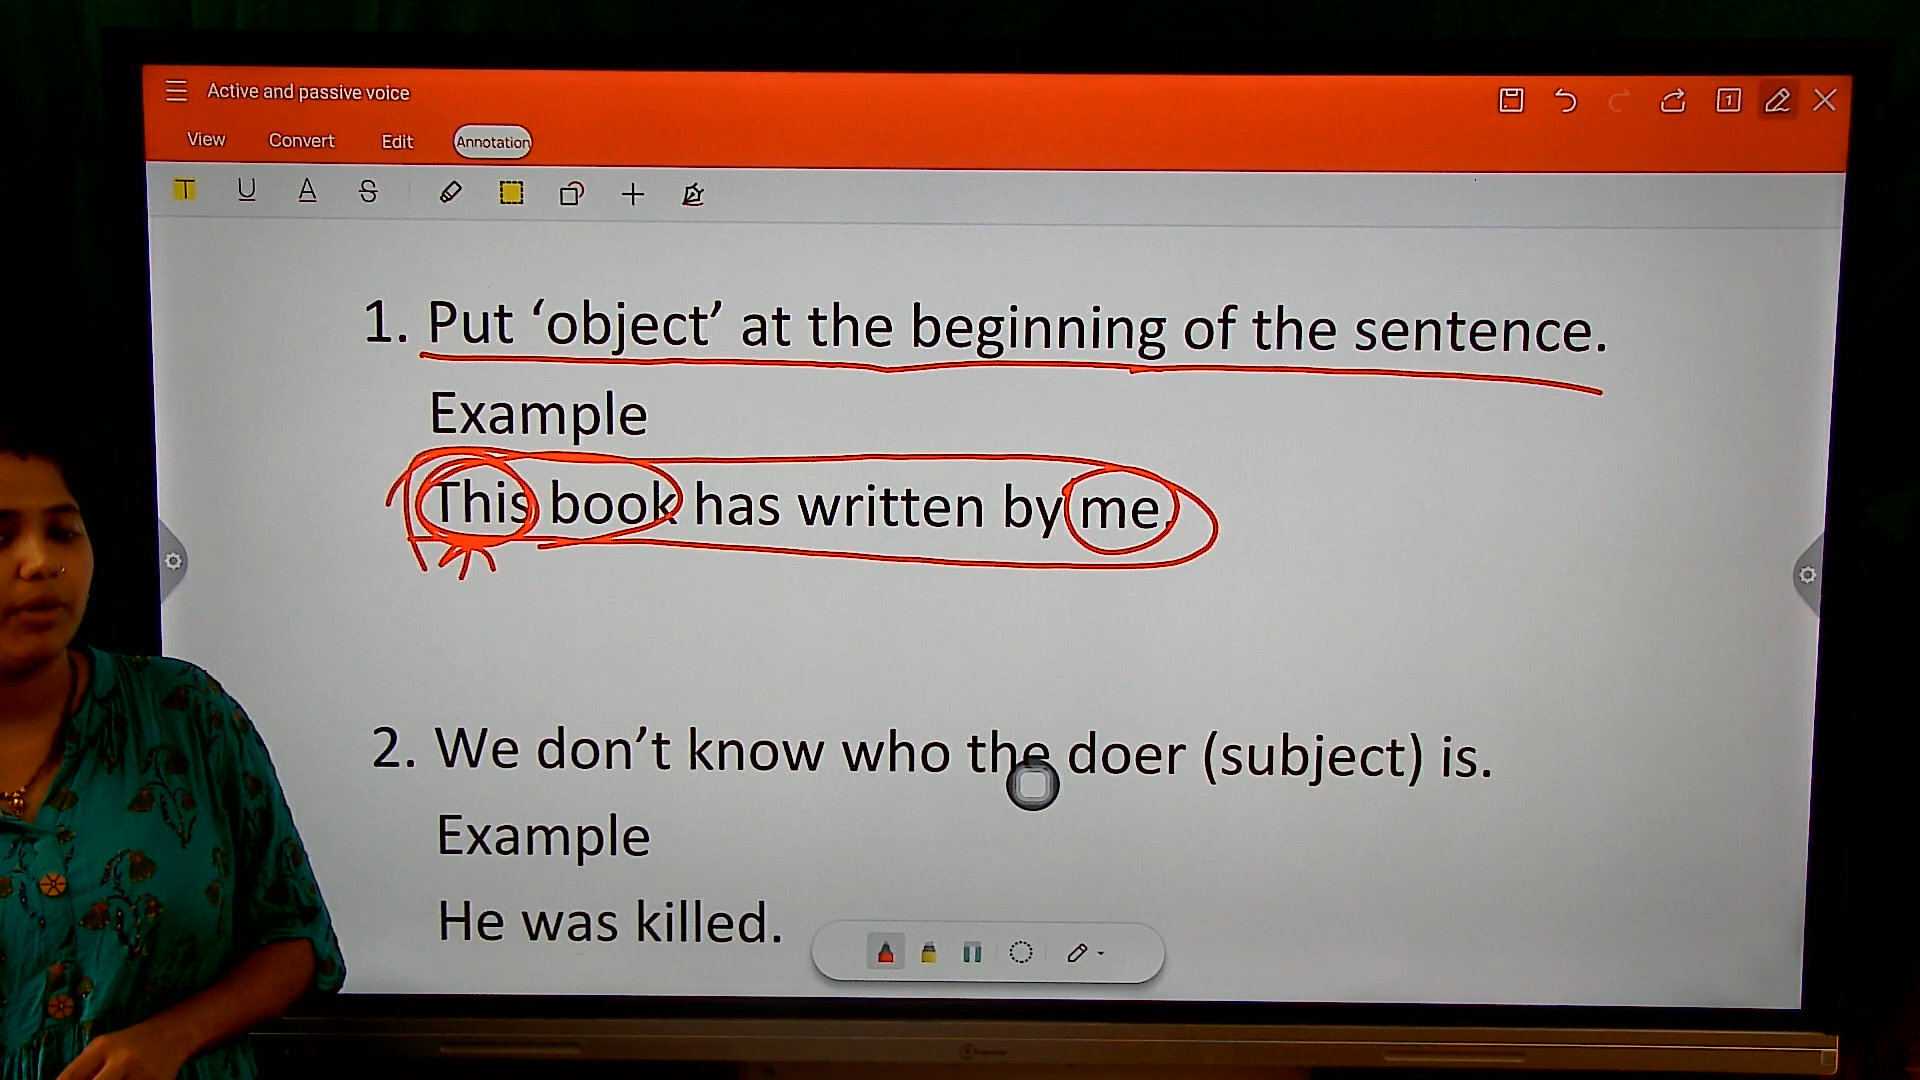 Active and passive voice
View Convert Edit Annotation
T U A S
1
1. Put ‘object’ at the beginning of the sentence.
Example
This book has written by me.
2. We don’t know who the doer (subject) is.
Example
He was killed.